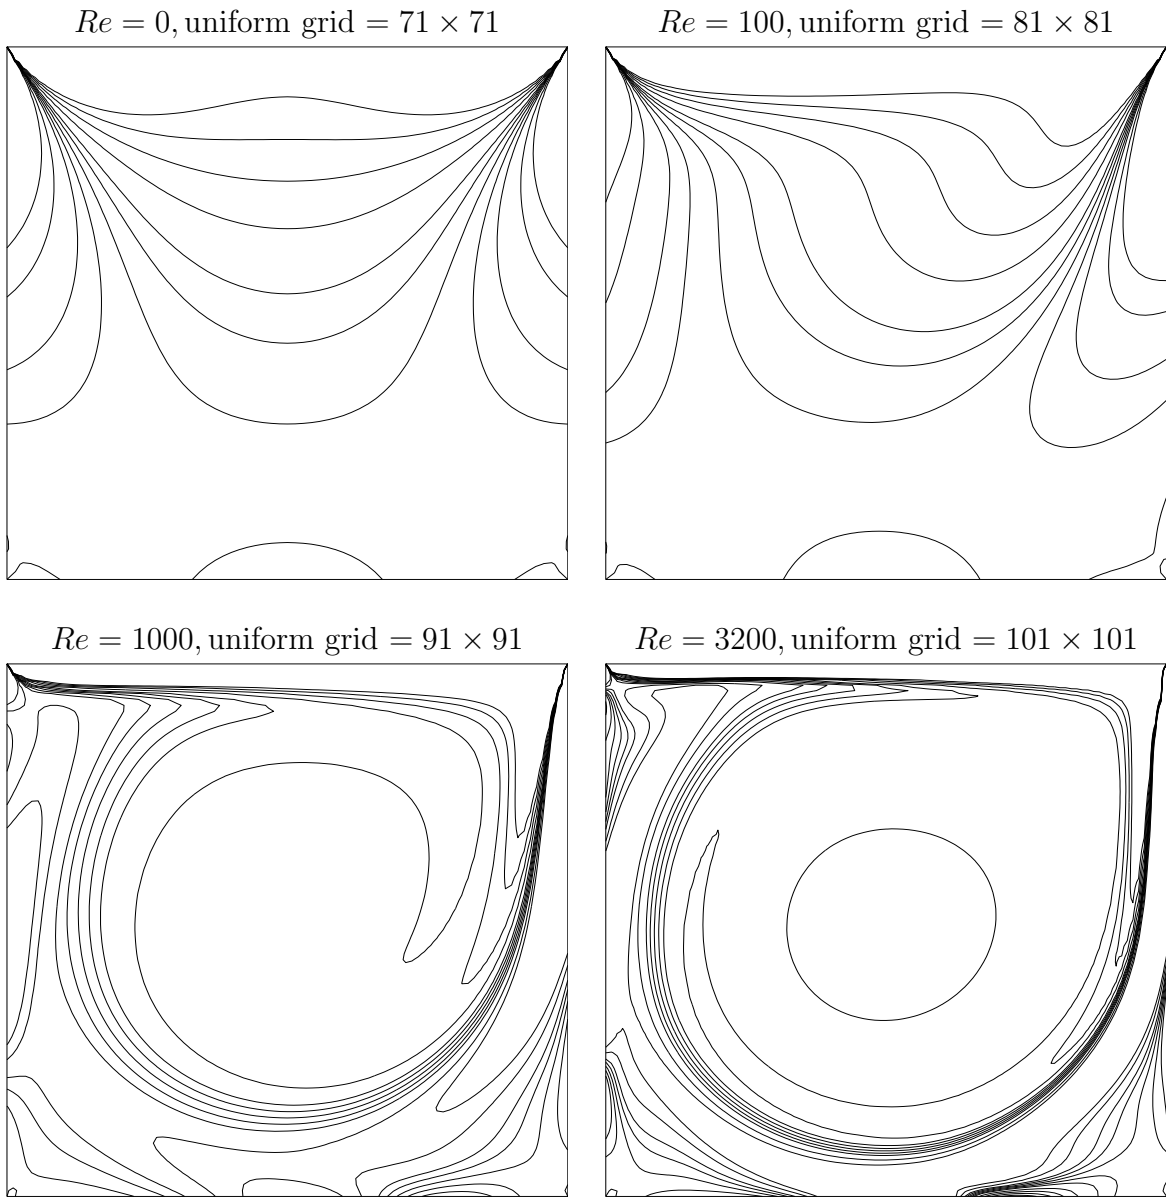 Re = 0, uniform grid = 71 × 71
Re = 100, uniform grid = 81 × 81
Re = 1000, uniform grid = 91 × 91
Re = 3200, uniform grid = 101 × 101